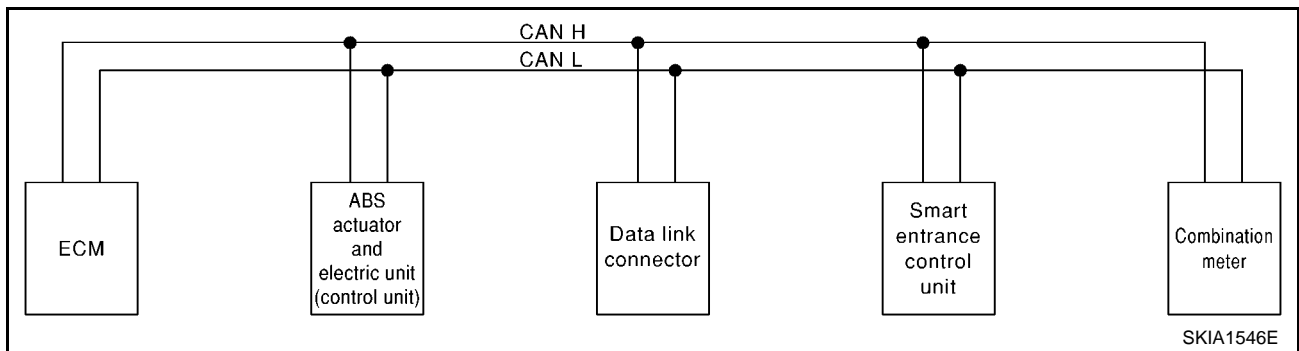 CAN H
CAN L
ECM
ABS
actuator
and
electric unit
(control unit)
Data link
connector
Smart
entrance
control
unit
Combination
meter
SKIA1546E